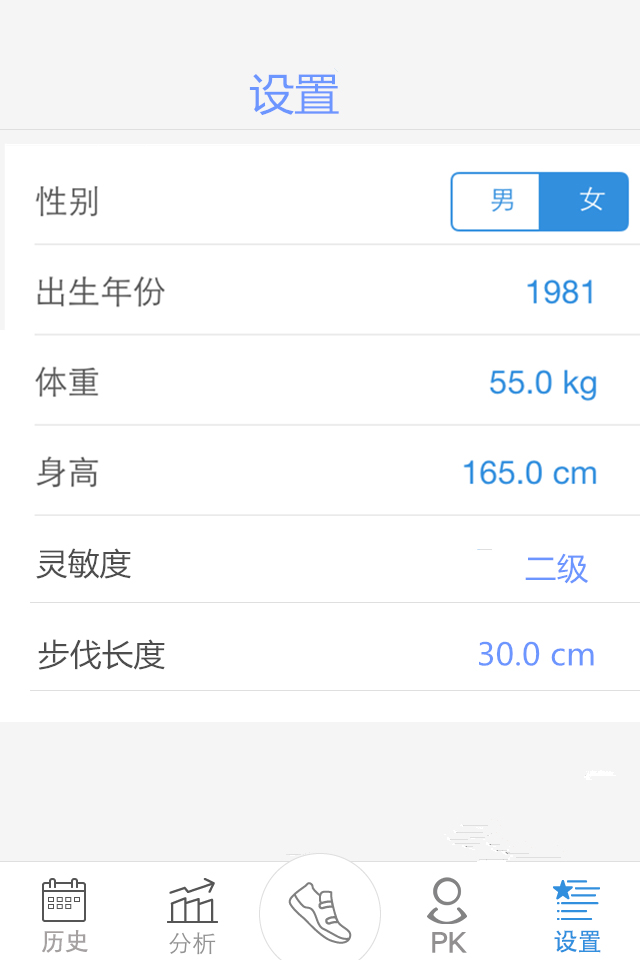 设置
性别 男 女
出生年份 1981
体重 55.0 kg
身高 165.0 cm
灵敏度 二级
步伐长度 30.0 cm
历史 分析 PK 设置